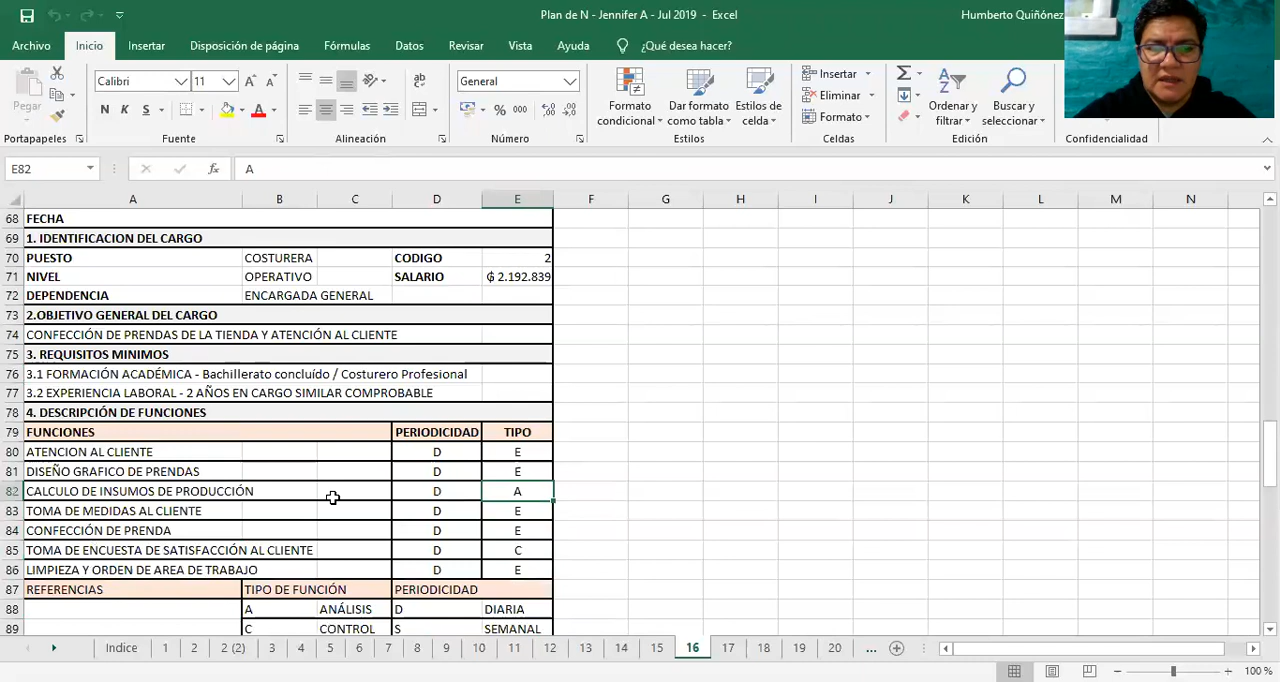 Plan de N - Jennifer A - Jul 2019 - Excel
Humberto Quiñónez
Archivo Inicio Insertar Disposición de página Fórmulas Datos Revisar Vista Ayuda ¿Qué desea hacer?
Pegar
Calibri 11
N K S
General
% 000
Formato condicional
Dar formato como tabla
Estilos de celda
Insertar
Eliminar
Formato
Ordenar y filtrar
Buscar y seleccionar
Portapapeles Fuente Alineación Número Estilos Celdas Edición Confidencialidad
E82 fx A
A B C D E F G H I J K L M N
68 FECHA
69 1. IDENTIFICACION DEL CARGO
70 PUESTO COSTURERA CODIGO 2
71 NIVEL OPERATIVO SALARIO ₡ 2.192.839
72 DEPENDENCIA ENCARGADA GENERAL
73 2.OBJETIVO GENERAL DEL CARGO
74 CONFECCIÓN DE PRENDAS DE LA TIENDA Y ATENCIÓN AL CLIENTE
75 3. REQUISITOS MINIMOS
76 3.1 FORMACIÓN ACADÉMICA - Bachillerato concluído / Costurero Profesional
77 3.2 EXPERIENCIA LABORAL - 2 AÑOS EN CARGO SIMILAR COMPROBABLE
78 4. DESCRIPCIÓN DE FUNCIONES
79 FUNCIONES PERIODICIDAD TIPO
80 ATENCION AL CLIENTE D E
81 DISEÑO GRAFICO DE PRENDAS D E
82 CALCULO DE INSUMOS DE PRODUCCIÓN D A
83 TOMA DE MEDIDAS AL CLIENTE D E
84 CONFECCIÓN DE PRENDA D E
85 TOMA DE ENCUESTA DE SATISFACCIÓN AL CLIENTE D C
86 LIMPIEZA Y ORDEN DE AREA DE TRABAJO D E
87 REFERENCIAS TIPO DE FUNCIÓN PERIODICIDAD
88 A ANÁLISIS D DIARIA
89 C CONTROL S SEMANAL
Indice 1 2 2 (2) 3 4 5 6 7 8 9 10 11 12 13 14 15 16 17 18 19 20 ...
100 %